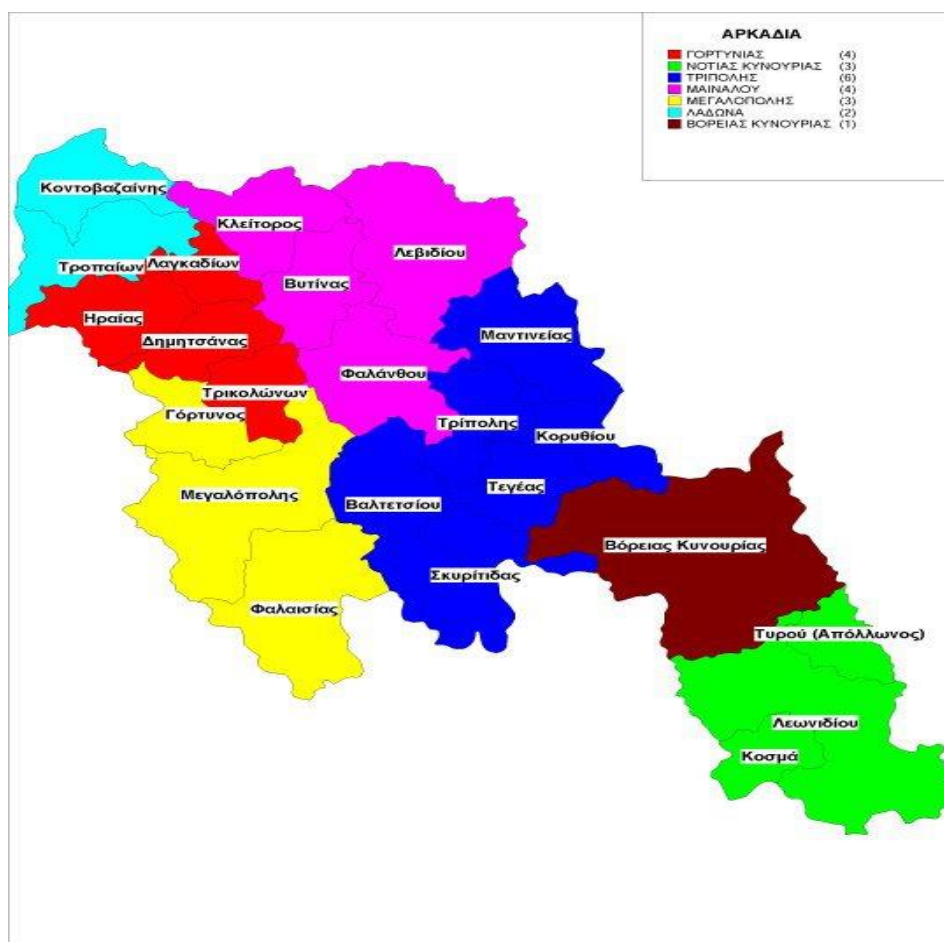 ΑΡΚΑΔΙΑ
ΓΟΡΤΥΝΙΑΣ (4)
ΝΟΤΙΑΣ ΚΥΝΟΥΡΙΑΣ (3)
ΤΡΙΠΟΛΗΣ (6)
ΜΑΙΝΑΛΟΥ (4)
ΜΕΓΑΛΟΠΟΛΗΣ (3)
ΛΑΔΩΝΑ (2)
ΒΟΡΕΙΑΣ ΚΥΝΟΥΡΙΑΣ (1)
Κοντοβαζαίνης
Κλείτορος
Λεβιδίου
Τροπαίων
Λαγκαδίων
Βυτίνας
Ηραίας
Δημητσάνας
Μαντινείας
Φαλάνθου
Τρικολώνων
Γόρτυνος
Τρίπολης
Κορυθίου
Μεγαλόπολης
Βαλτετσίου
Τεγέας
Βόρειας Κυνουρίας
Σκυρίτιδας
Φαλαισίας
Τυρού (Απόλλωνος)
Λεωνιδίου
Κοσμά